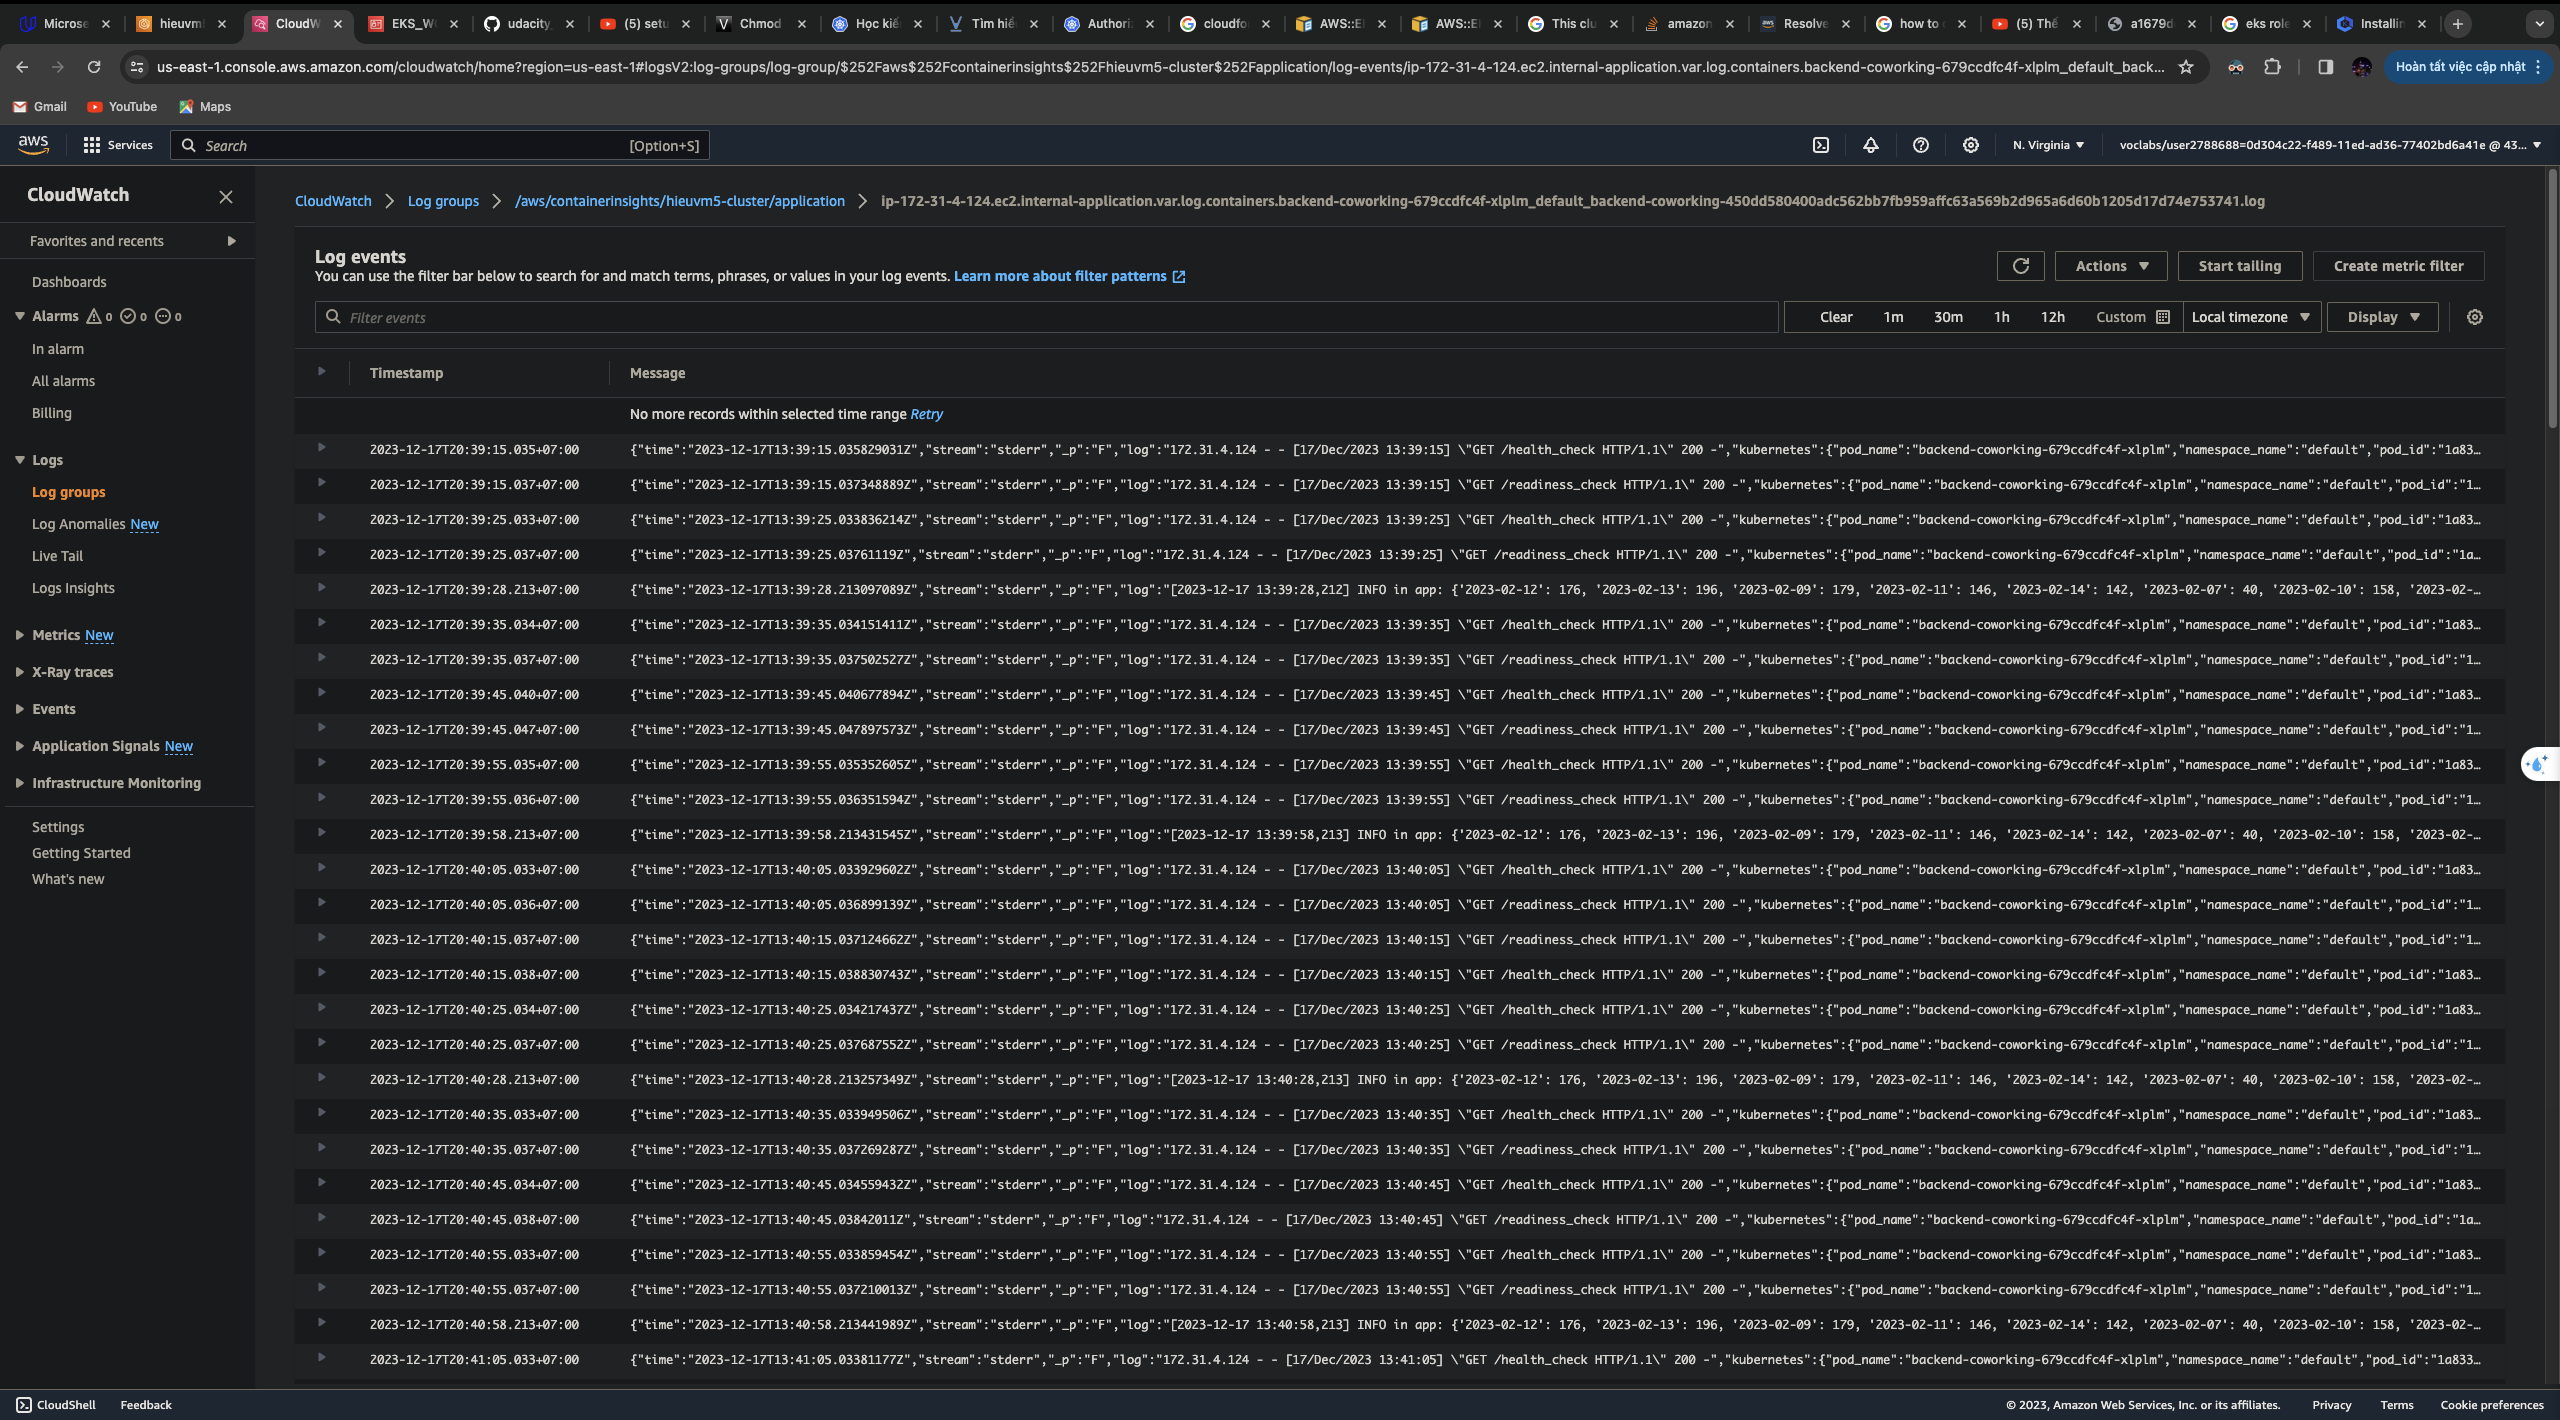 Microse
hieuvm
CloudW
EKS_W
udacity_
(5) setu
Chmod
Học kiế
Tìm hiể
Authori
cloudfo
AWS::E
AWS::E
This clu
amazon
Resolve
how to
(5) Thế
a1679d
eks role
Installin
us-east-1.console.aws.amazon.com/cloudwatch/home?region=us-east-1#logsV2:log-groups/log-group/$252Faws$252Fcontainerinsights$252Fhieuvm5-cluster$252Fapplication/log-events/ip-172-31-4-124.ec2.internal-application.var.log.containers.backend-coworking-679ccdfc4f-xlplm_default_back...
Hoàn tất việc cập nhật
Gmail YouTube Maps
aws Services Search [Option+S] N. Virginia voclabs/user2788688=0d304c22-f489-11ed-ad36-77402bd6a41e @ 43...
CloudWatch
Favorites and recents
Dashboards
Alarms 0 0 0
In alarm
All alarms
Billing
Logs
Log groups
Log Anomalies New
Live Tail
Logs Insights
Metrics New
X-Ray traces
Events
Application Signals New
Infrastructure Monitoring
Settings
Getting Started
What's new
CloudWatch Log groups /aws/containerinsights/hieuvm5-cluster/application ip-172-31-4-124.ec2.internal-application.var.log.containers.backend-coworking-679ccdfc4f-xlplm_default_backend-coworking-450dd580400adc562bb7fb959affc63a569b2d965a6d60b1205d17d74e753741.log
Log events
You can use the filter bar below to search for and match terms, phrases, or values in your log events. Learn more about filter patterns
Actions Start tailing Create metric filter
Filter events Clear 1m 30m 1h 12h Custom Local timezone Display
Timestamp Message
No more records within selected time range Retry
2023-12-17T20:39:15.035+07:00 {"time":"2023-12-17T13:39:15.035829031Z","stream":"stderr","_p":"F","log":"172.31.4.124 - - [17/Dec/2023 13:39:15] \"GET /health_check HTTP/1.1\" 200 -","kubernetes":{"pod_name":"backend-coworking-679ccdfc4f-xlplm","namespace_name":"default","pod_id":"1a83...
2023-12-17T20:39:15.037+07:00 {"time":"2023-12-17T13:39:15.037348889Z","stream":"stderr","_p":"F","log":"172.31.4.124 - - [17/Dec/2023 13:39:15] \"GET /readiness_check HTTP/1.1\" 200 -","kubernetes":{"pod_name":"backend-coworking-679ccdfc4f-xlplm","namespace_name":"default","pod_id":"1...
2023-12-17T20:39:25.033+07:00 {"time":"2023-12-17T13:39:25.033836214Z","stream":"stderr","_p":"F","log":"172.31.4.124 - - [17/Dec/2023 13:39:25] \"GET /health_check HTTP/1.1\" 200 -","kubernetes":{"pod_name":"backend-coworking-679ccdfc4f-xlplm","namespace_name":"default","pod_id":"1a83...
2023-12-17T20:39:25.037+07:00 {"time":"2023-12-17T13:39:25.03761119Z","stream":"stderr","_p":"F","log":"172.31.4.124 - - [17/Dec/2023 13:39:25] \"GET /readiness_check HTTP/1.1\" 200 -","kubernetes":{"pod_name":"backend-coworking-679ccdfc4f-xlplm","namespace_name":"default","pod_id":"1a...
2023-12-17T20:39:28.213+07:00 {"time":"2023-12-17T13:39:28.213097089Z","stream":"stderr","_p":"F","log":"[2023-12-17 13:39:28,212] INFO in app: {'2023-02-12': 176, '2023-02-13': 196, '2023-02-09': 179, '2023-02-11': 146, '2023-02-14': 142, '2023-02-07': 40, '2023-02-10': 158, '2023-02-...
2023-12-17T20:39:35.034+07:00 {"time":"2023-12-17T13:39:35.034151411Z","stream":"stderr","_p":"F","log":"172.31.4.124 - - [17/Dec/2023 13:39:35] \"GET /health_check HTTP/1.1\" 200 -","kubernetes":{"pod_name":"backend-coworking-679ccdfc4f-xlplm","namespace_name":"default","pod_id":"1a83...
2023-12-17T20:39:35.037+07:00 {"time":"2023-12-17T13:39:35.037502527Z","stream":"stderr","_p":"F","log":"172.31.4.124 - - [17/Dec/2023 13:39:35] \"GET /readiness_check HTTP/1.1\" 200 -","kubernetes":{"pod_name":"backend-coworking-679ccdfc4f-xlplm","namespace_name":"default","pod_id":"1...
2023-12-17T20:39:45.040+07:00 {"time":"2023-12-17T13:39:45.040677894Z","stream":"stderr","_p":"F","log":"172.31.4.124 - - [17/Dec/2023 13:39:45] \"GET /health_check HTTP/1.1\" 200 -","kubernetes":{"pod_name":"backend-coworking-679ccdfc4f-xlplm","namespace_name":"default","pod_id":"1a83...
2023-12-17T20:39:45.047+07:00 {"time":"2023-12-17T13:39:45.047897573Z","stream":"stderr","_p":"F","log":"172.31.4.124 - - [17/Dec/2023 13:39:45] \"GET /readiness_check HTTP/1.1\" 200 -","kubernetes":{"pod_name":"backend-coworking-679ccdfc4f-xlplm","namespace_name":"default","pod_id":"1...
2023-12-17T20:39:55.035+07:00 {"time":"2023-12-17T13:39:55.035352605Z","stream":"stderr","_p":"F","log":"172.31.4.124 - - [17/Dec/2023 13:39:55] \"GET /health_check HTTP/1.1\" 200 -","kubernetes":{"pod_name":"backend-coworking-679ccdfc4f-xlplm","namespace_name":"default","pod_id":"1a83...
2023-12-17T20:39:55.036+07:00 {"time":"2023-12-17T13:39:55.036351594Z","stream":"stderr","_p":"F","log":"172.31.4.124 - - [17/Dec/2023 13:39:55] \"GET /readiness_check HTTP/1.1\" 200 -","kubernetes":{"pod_name":"backend-coworking-679ccdfc4f-xlplm","namespace_name":"default","pod_id":"1...
2023-12-17T20:39:58.213+07:00 {"time":"2023-12-17T13:39:58.213431545Z","stream":"stderr","_p":"F","log":"[2023-12-17 13:39:58,213] INFO in app: {'2023-02-12': 176, '2023-02-13': 196, '2023-02-09': 179, '2023-02-11': 146, '2023-02-14': 142, '2023-02-07': 40, '2023-02-10': 158, '2023-02-...
2023-12-17T20:40:05.033+07:00 {"time":"2023-12-17T13:40:05.033929602Z","stream":"stderr","_p":"F","log":"172.31.4.124 - - [17/Dec/2023 13:40:05] \"GET /health_check HTTP/1.1\" 200 -","kubernetes":{"pod_name":"backend-coworking-679ccdfc4f-xlplm","namespace_name":"default","pod_id":"1a83...
2023-12-17T20:40:05.036+07:00 {"time":"2023-12-17T13:40:05.036899139Z","stream":"stderr","_p":"F","log":"172.31.4.124 - - [17/Dec/2023 13:40:05] \"GET /readiness_check HTTP/1.1\" 200 -","kubernetes":{"pod_name":"backend-coworking-679ccdfc4f-xlplm","namespace_name":"default","pod_id":"1...
2023-12-17T20:40:15.037+07:00 {"time":"2023-12-17T13:40:15.037124662Z","stream":"stderr","_p":"F","log":"172.31.4.124 - - [17/Dec/2023 13:40:15] \"GET /readiness_check HTTP/1.1\" 200 -","kubernetes":{"pod_name":"backend-coworking-679ccdfc4f-xlplm","namespace_name":"default","pod_id":"1...
2023-12-17T20:40:15.038+07:00 {"time":"2023-12-17T13:40:15.038830743Z","stream":"stderr","_p":"F","log":"172.31.4.124 - - [17/Dec/2023 13:40:15] \"GET /health_check HTTP/1.1\" 200 -","kubernetes":{"pod_name":"backend-coworking-679ccdfc4f-xlplm","namespace_name":"default","pod_id":"1a83...
2023-12-17T20:40:25.034+07:00 {"time":"2023-12-17T13:40:25.034217437Z","stream":"stderr","_p":"F","log":"172.31.4.124 - - [17/Dec/2023 13:40:25] \"GET /health_check HTTP/1.1\" 200 -","kubernetes":{"pod_name":"backend-coworking-679ccdfc4f-xlplm","namespace_name":"default","pod_id":"1a83...
2023-12-17T20:40:25.037+07:00 {"time":"2023-12-17T13:40:25.037687552Z","stream":"stderr","_p":"F","log":"172.31.4.124 - - [17/Dec/2023 13:40:25] \"GET /readiness_check HTTP/1.1\" 200 -","kubernetes":{"pod_name":"backend-coworking-679ccdfc4f-xlplm","namespace_name":"default","pod_id":"1...
2023-12-17T20:40:28.213+07:00 {"time":"2023-12-17T13:40:28.213257349Z","stream":"stderr","_p":"F","log":"[2023-12-17 13:40:28,213] INFO in app: {'2023-02-12': 176, '2023-02-13': 196, '2023-02-09': 179, '2023-02-11': 146, '2023-02-14': 142, '2023-02-07': 40, '2023-02-10': 158, '2023-02-...
2023-12-17T20:40:35.033+07:00 {"time":"2023-12-17T13:40:35.033949506Z","stream":"stderr","_p":"F","log":"172.31.4.124 - - [17/Dec/2023 13:40:35] \"GET /health_check HTTP/1.1\" 200 -","kubernetes":{"pod_name":"backend-coworking-679ccdfc4f-xlplm","namespace_name":"default","pod_id":"1a83...
2023-12-17T20:40:35.037+07:00 {"time":"2023-12-17T13:40:35.037269287Z","stream":"stderr","_p":"F","log":"172.31.4.124 - - [17/Dec/2023 13:40:35] \"GET /readiness_check HTTP/1.1\" 200 -","kubernetes":{"pod_name":"backend-coworking-679ccdfc4f-xlplm","namespace_name":"default","pod_id":"1...
2023-12-17T20:40:45.034+07:00 {"time":"2023-12-17T13:40:45.034559432Z","stream":"stderr","_p":"F","log":"172.31.4.124 - - [17/Dec/2023 13:40:45] \"GET /health_check HTTP/1.1\" 200 -","kubernetes":{"pod_name":"backend-coworking-679ccdfc4f-xlplm","namespace_name":"default","pod_id":"1a83...
2023-12-17T20:40:45.038+07:00 {"time":"2023-12-17T13:40:45.03842011Z","stream":"stderr","_p":"F","log":"172.31.4.124 - - [17/Dec/2023 13:40:45] \"GET /readiness_check HTTP/1.1\" 200 -","kubernetes":{"pod_name":"backend-coworking-679ccdfc4f-xlplm","namespace_name":"default","pod_id":"1a...
2023-12-17T20:40:55.033+07:00 {"time":"2023-12-17T13:40:55.033859454Z","stream":"stderr","_p":"F","log":"172.31.4.124 - - [17/Dec/2023 13:40:55] \"GET /health_check HTTP/1.1\" 200 -","kubernetes":{"pod_name":"backend-coworking-679ccdfc4f-xlplm","namespace_name":"default","pod_id":"1a83...
2023-12-17T20:40:55.037+07:00 {"time":"2023-12-17T13:40:55.037210013Z","stream":"stderr","_p":"F","log":"172.31.4.124 - - [17/Dec/2023 13:40:55] \"GET /readiness_check HTTP/1.1\" 200 -","kubernetes":{"pod_name":"backend-coworking-679ccdfc4f-xlplm","namespace_name":"default","pod_id":"1...
2023-12-17T20:40:58.213+07:00 {"time":"2023-12-17T13:40:58.213441989Z","stream":"stderr","_p":"F","log":"[2023-12-17 13:40:58,213] INFO in app: {'2023-02-12': 176, '2023-02-13': 196, '2023-02-09': 179, '2023-02-11': 146, '2023-02-14': 142, '2023-02-07': 40, '2023-02-10': 158, '2023-02-...
2023-12-17T20:41:05.033+07:00 {"time":"2023-12-17T13:41:05.03381177Z","stream":"stderr","_p":"F","log":"172.31.4.124 - - [17/Dec/2023 13:41:05] \"GET /health_check HTTP/1.1\" 200 -","kubernetes":{"pod_name":"backend-coworking-679ccdfc4f-xlplm","namespace_name":"default","pod_id":"1a833...
CloudShell Feedback © 2023, Amazon Web Services, Inc. or its affiliates. Privacy Terms Cookie preferences